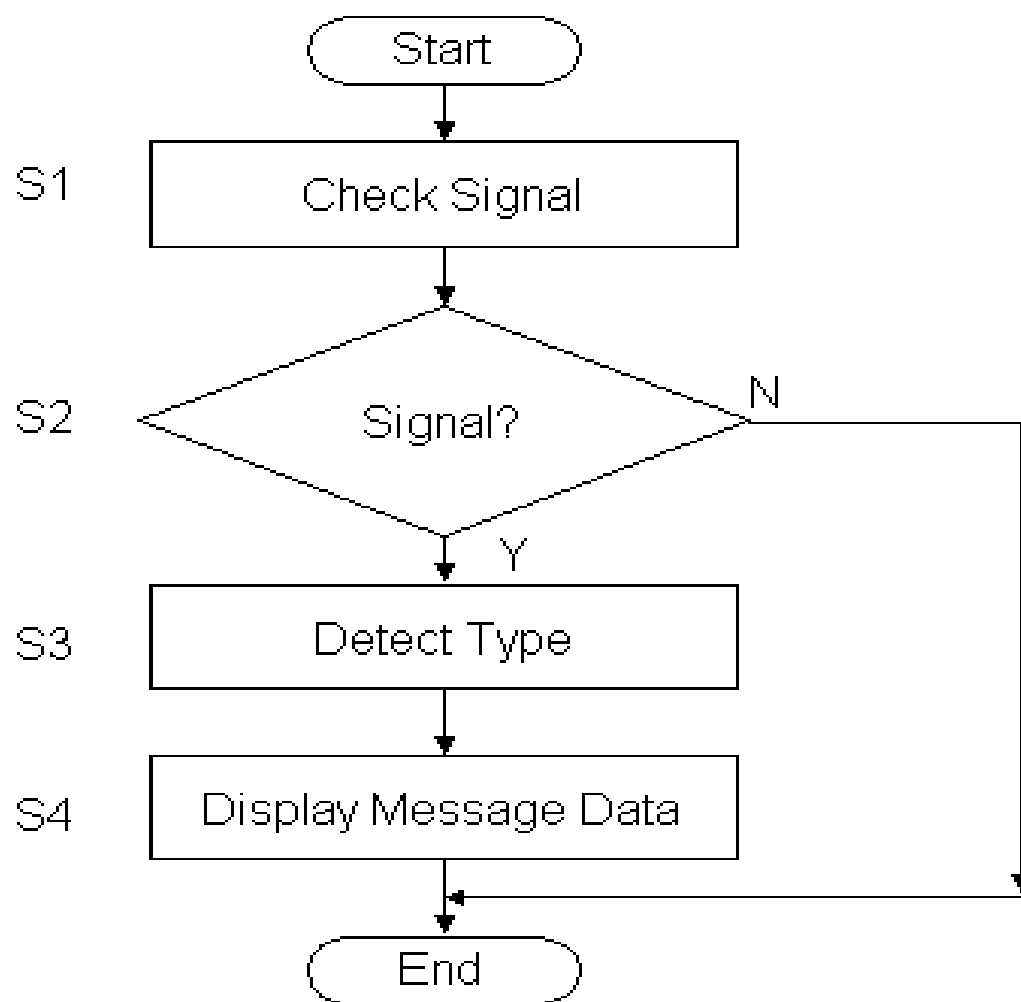 Start
S1
Check Signal
S2
Signal?
N
Y
S3
Detect Type
S4
Display Message Data
End